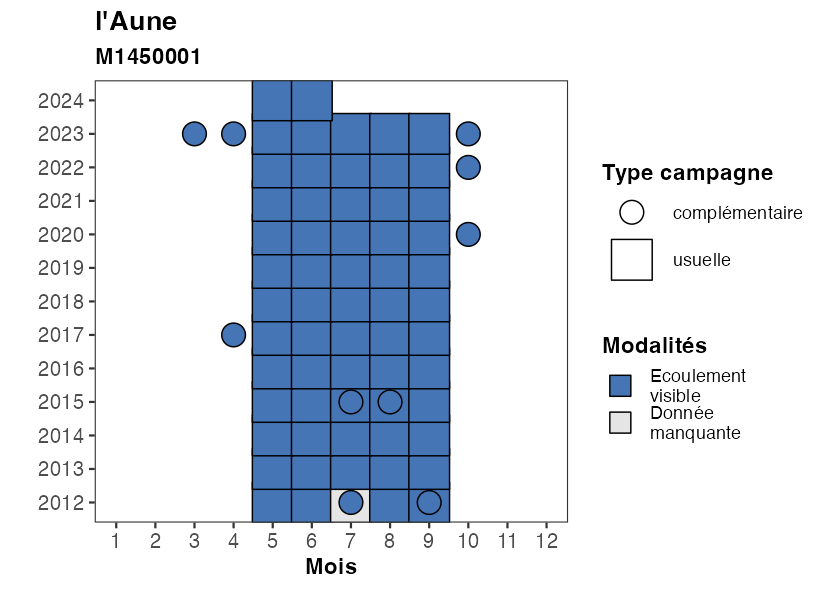 l'Aune
M1450001
2024
2023
2022
2021
2020
2019
2018
2017
2016
2015
2014
2013
2012
1 2 3 4 5 6 7 8 9 10 11 12
Mois
Type campagne
complémentaire
usuelle
Modalités
Ecoulement
visible
Donnée
manquante